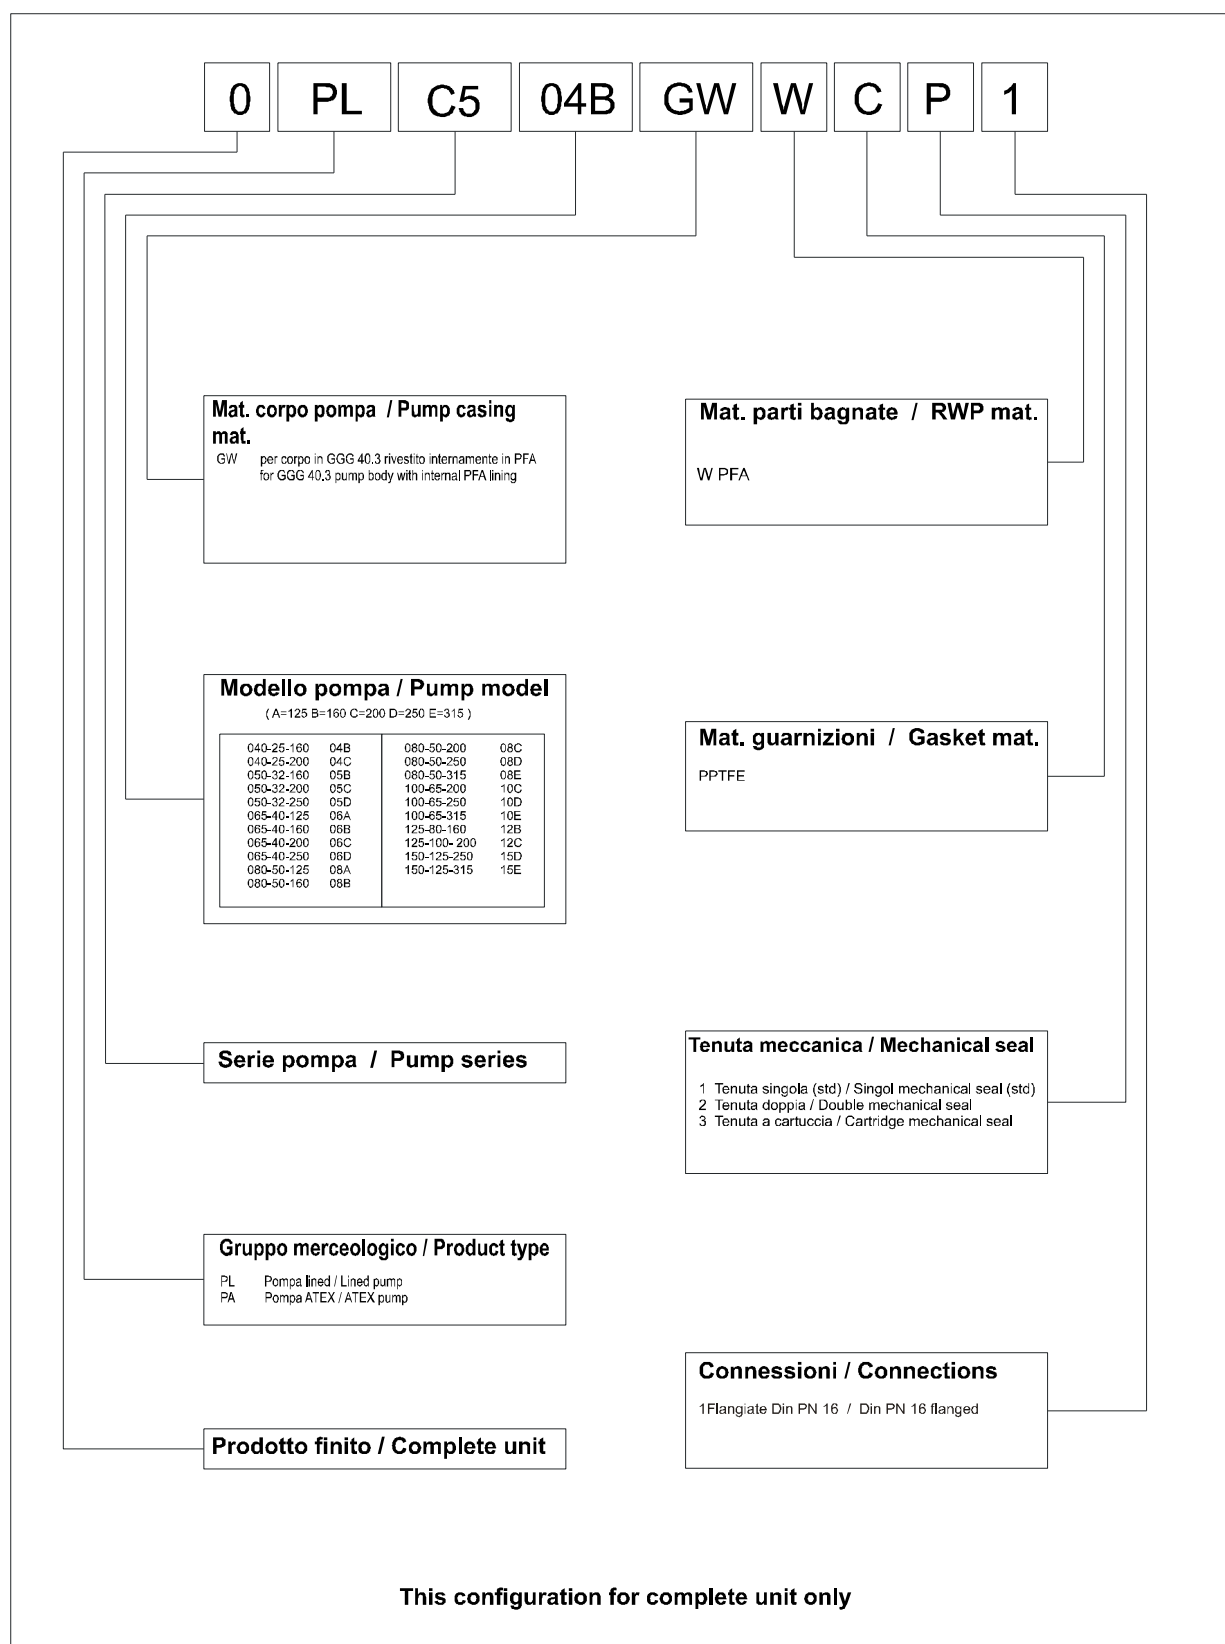 0 PL C5 04B GW W C P 1
Mat. corpo pompa / Pump casing
mat.
GW per corpo in GGG 40.3 rivestito internamente in PFA
for GGG 40.3 pump body with internal PFA lining
Mat. parti bagnate / RWP mat.
W PFA
Modello pompa / Pump model
( A=125 B=160 C=200 D=250 E=315 )
040-25-160 04B
040-25-200 04C
050-32-160 05B
050-32-200 05C
050-32-250 05D
065-40-125 06A
065-40-160 06B
065-40-200 06C
065-40-250 06D
080-50-125 08A
080-50-160 08B
080-50-200 08C
080-50-250 08D
080-50-315 08E
100-65-200 10C
100-65-250 10D
100-65-315 10E
125-80-160 12B
125-100- 200 12C
150-125-250 15D
150-125-315 15E
Mat. guarnizioni / Gasket mat.
PPTFE
Serie pompa / Pump series
Tenuta meccanica / Mechanical seal
1 Tenuta singola (std) / Singol mechanical seal (std)
2 Tenuta doppia / Double mechanical seal
3 Tenuta a cartuccia / Cartridge mechanical seal
Gruppo merceologico / Product type
PL Pompa lined / Lined pump
PA Pompa ATEX / ATEX pump
Connessioni / Connections
1Flangiate Din PN 16 / Din PN 16 flanged
Prodotto finito / Complete unit
This configuration for complete unit only